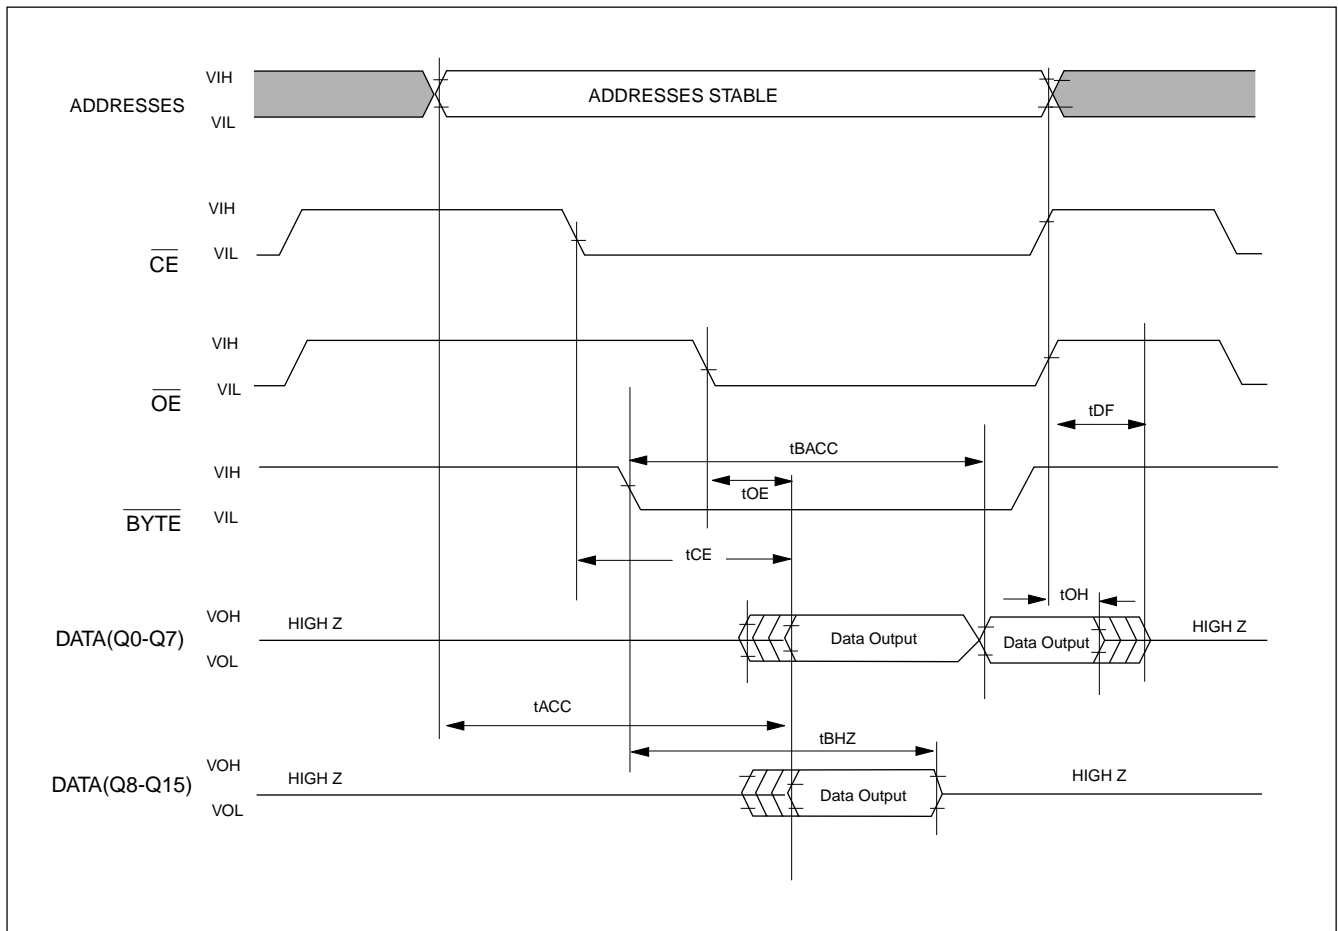 VIH
ADDRESSES
ADDRESSES STABLE
VIL
VIH
CE
VIL
VIH
OE
VIL
tDF
tBACC
VIH
tOE
BYTE
VIL
tCE
tOH
VOH
HIGH Z
DATA(Q0-Q7)
Data Output
Data Output
HIGH Z
VOL
tACC
tBHZ
VOH
HIGH Z
HIGH Z
DATA(Q8-Q15)
Data Output
VOL